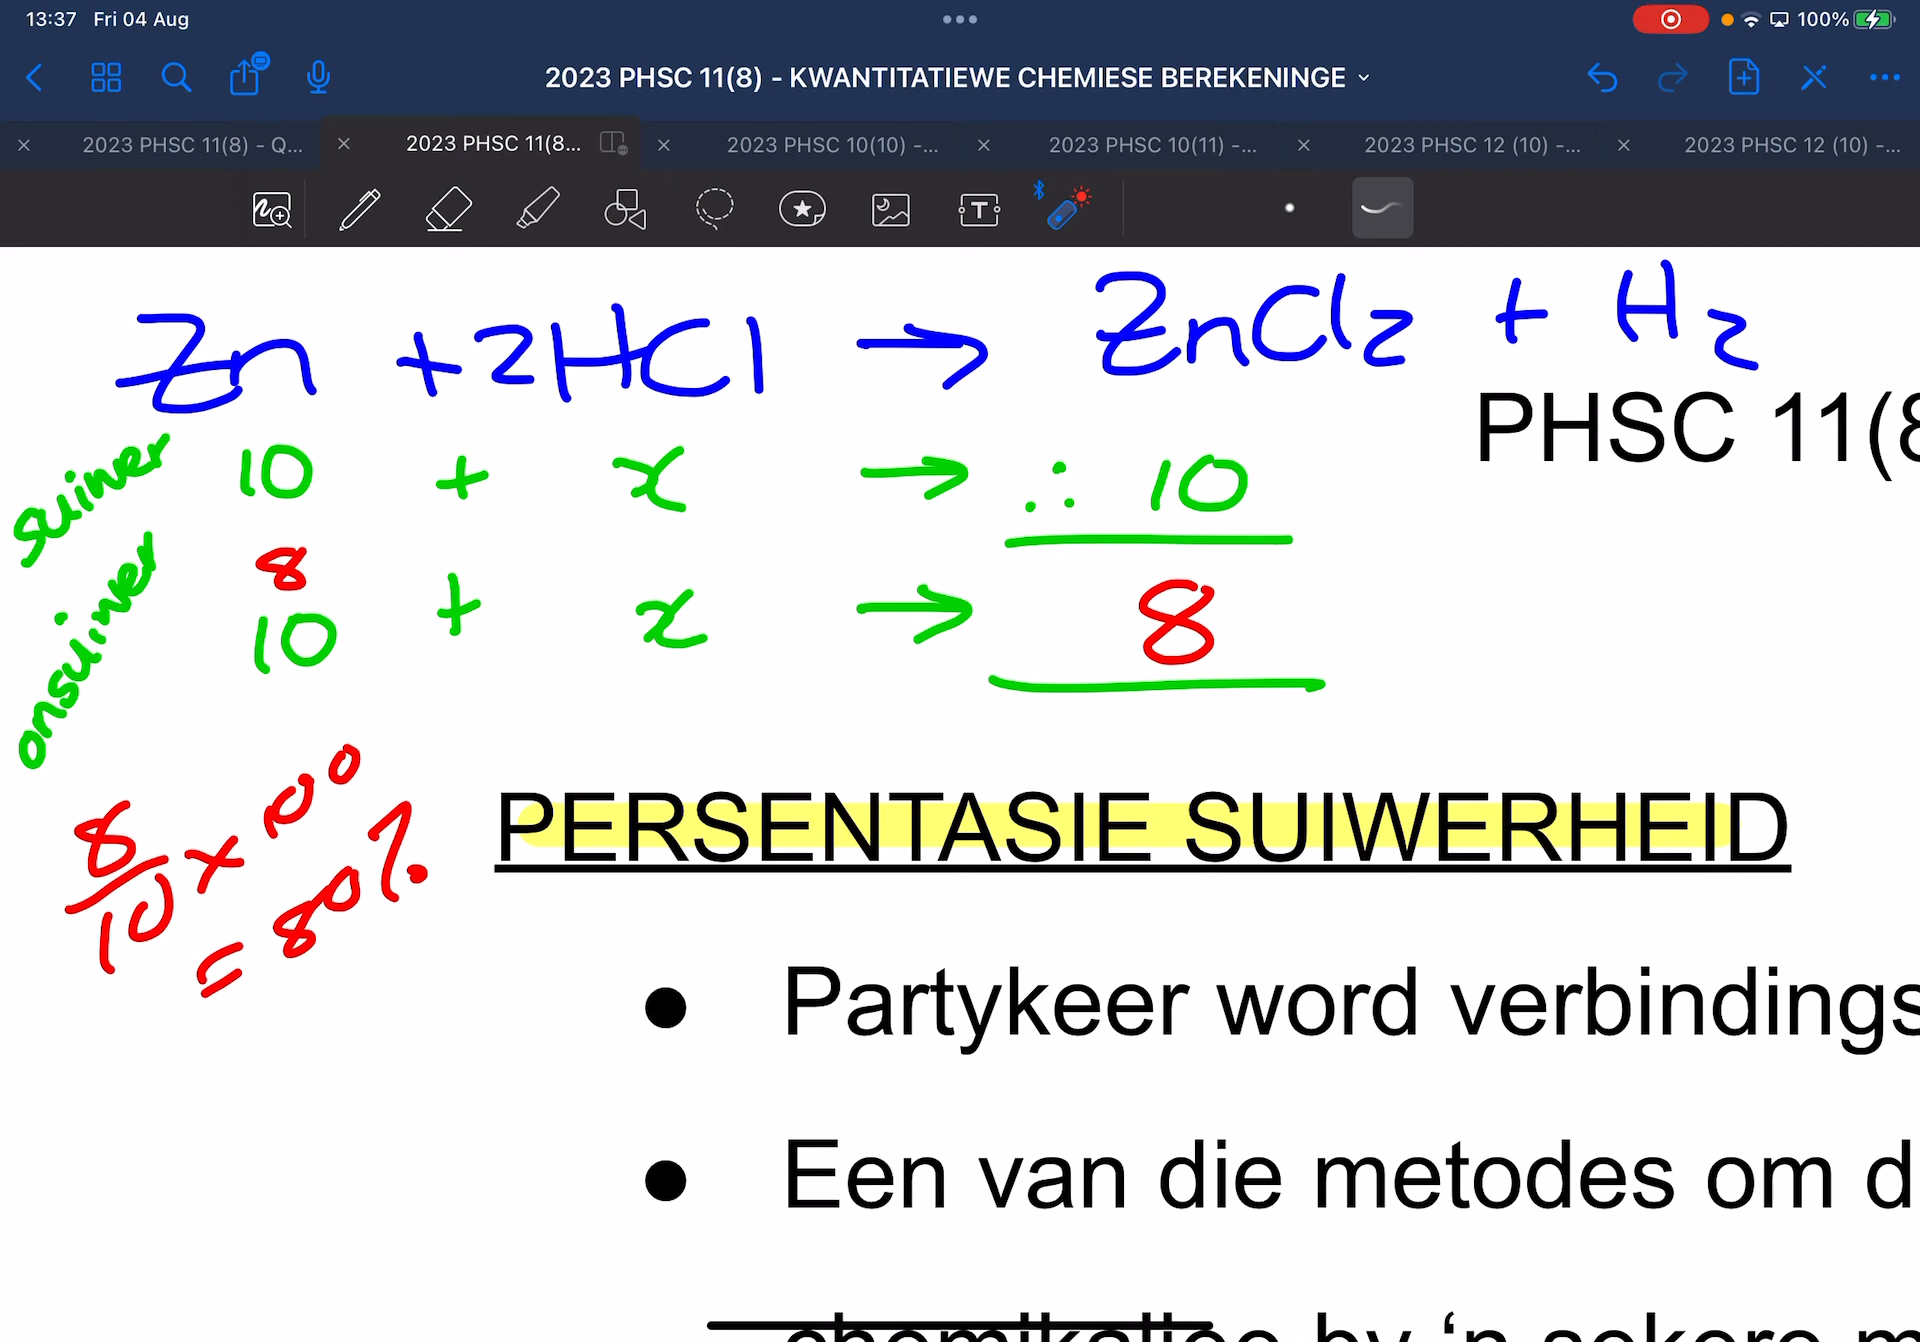 13:37 Fri 04 Aug
100%
2023 PHSC 11(8) - KWANTITATIEWE CHEMIESE BEREKENINGE
2023 PHSC 11(8) - Q... 2023 PHSC 11(8... 2023 PHSC 10(10) -... 2023 PHSC 10(11) -... 2023 PHSC 12 (10) -... 2023 PHSC 12 (10) -...
T
Zn + 2HCl → ZnCl2 + H2
PHSC 11(8
suiwer 10 + x → ∴ 10
8
onsuiwer 10 + x → 8
8/10 x 100
= 80%
PERSENTASIE SUIWERHEID
● Partykeer word verbindings
● Een van die metodes om d